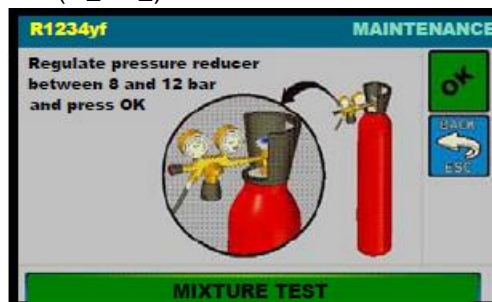 R1234yf MAINTENANCE
Regulate pressure reducer
between 8 and 12 bar
and press OK
OK
BACK
ESC
MIXTURE TEST